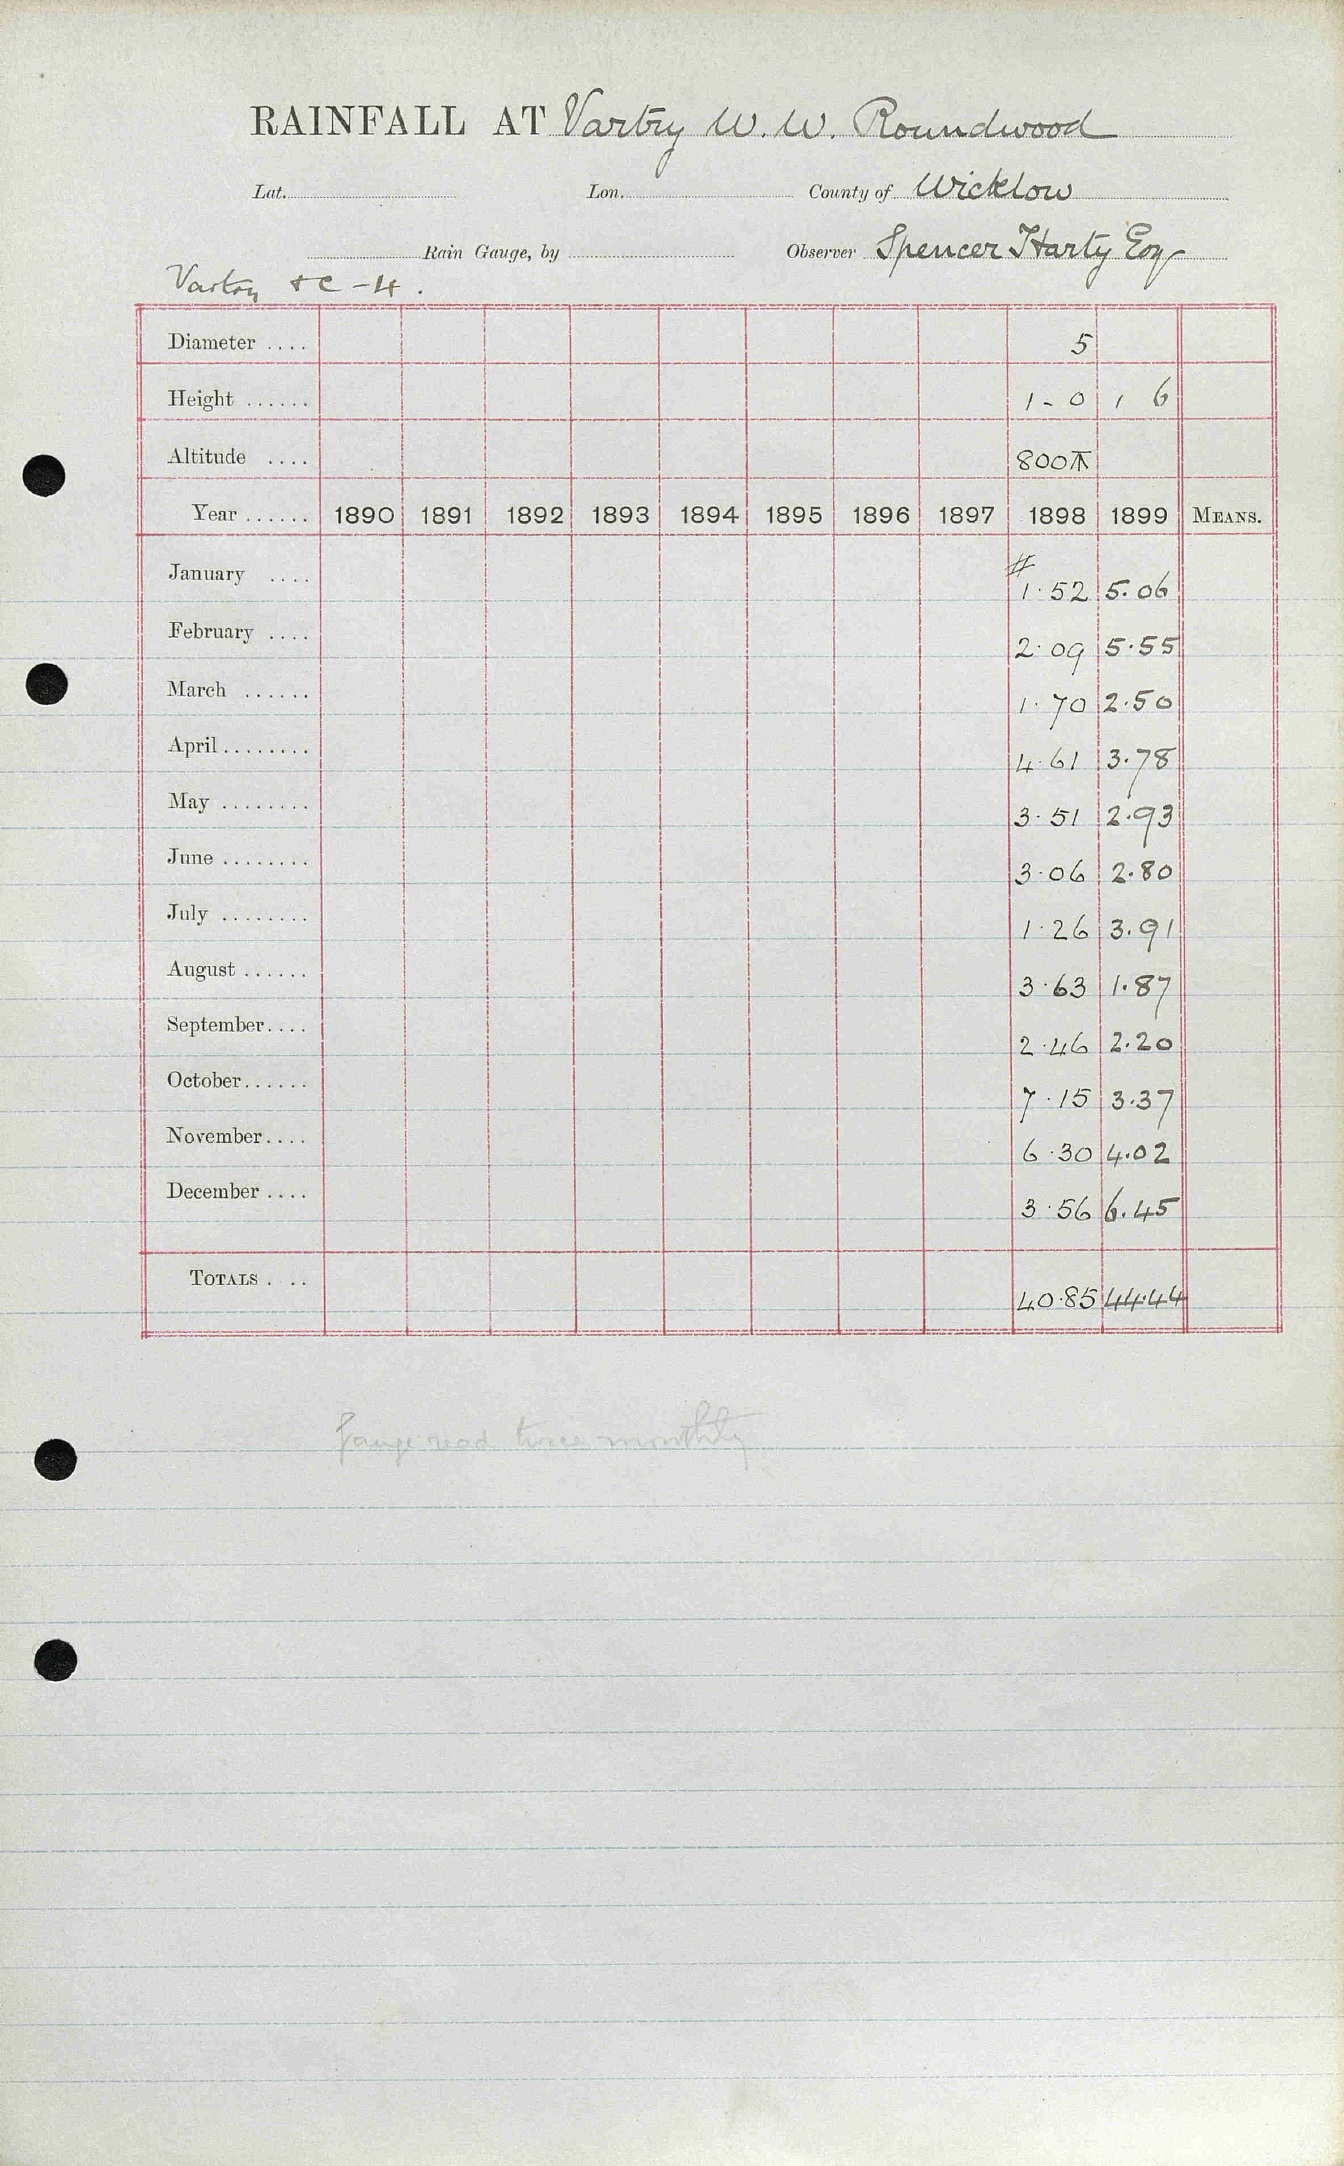 RAINFALL AT Vartry W. W. Roundwood
Lat. Lon. County of Wicklow
Rain Gauge, by Observer Spencer Harty Esq
Vartry &c - 4.
Diameter .... 5
Height ...... 1 - 0 1 6
Altitude .... 800
Year ...... 1890 1891 1892 1893 1894 1895 1896 1897 1898 1899 MEANS.
January .... # 1.52 5.06
February .... 2.09 5.55
March ...... 1.70 2.50
April ........ 4.61 3.78
May ........ 3.51 2.93
June ........ 3.06 2.80
July ........ 1.26 3.91
August ...... 3.63 1.87
September.... 2.46 2.20
October...... 7.15 3.37
November.... 6.30 4.02
December .... 3.56 6.45
TOTALS . .. 40.85 44.44
Gauge read twice monthly